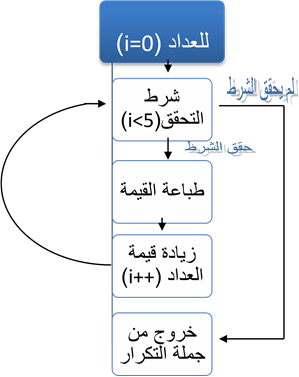 للعداد (i=0)
شرط
التحقق(i<5)
لم يحقق الشرط
حقق الشرط
طباعة القيمة
زيادة قيمة
العداد (i++)
خروج من
جملة التكرار